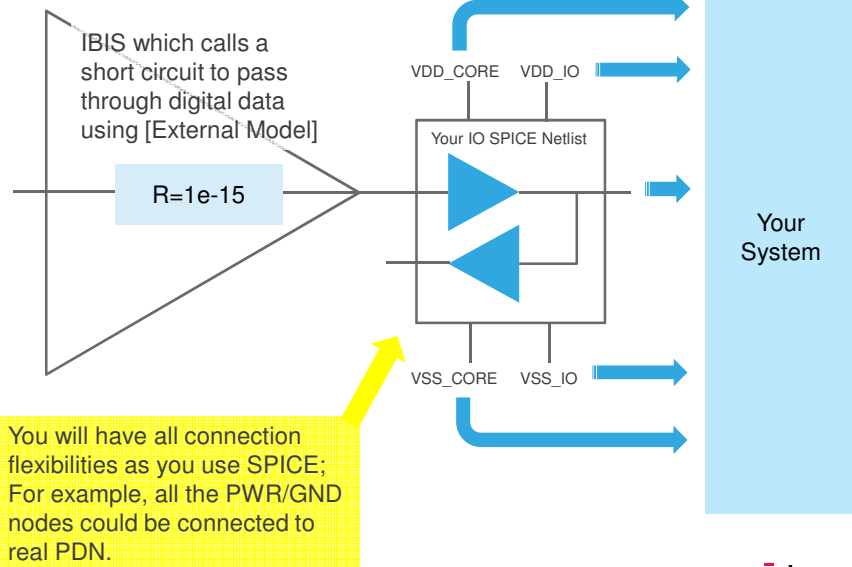 IBIS which calls a
short circuit to pass
through digital data
using [External Model]
R=1e-15
VDD_CORE VDD_IO
Your IO SPICE Netlist
Your
System
VSS_CORE VSS_IO
You will have all connection
flexibilities as you use SPICE;
For example, all the PWR/GND
nodes could be connected to
real PDN.